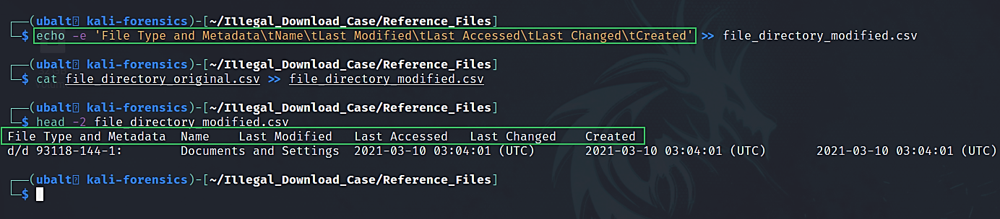 ┌──(ubalt㉿ kali-forensics)-[~/Illegal_Download_Case/Reference_Files]
└─$ echo -e 'File Type and Metadata\tName\tLast Modified\tLast Accessed\tLast Changed\tCreated' >> file_directory_modified.csv
┌──(ubalt㉿ kali-forensics)-[~/Illegal_Download_Case/Reference_Files]
└─$ cat file_directory_original.csv >> file_directory_modified.csv
┌──(ubalt㉿ kali-forensics)-[~/Illegal_Download_Case/Reference_Files]
└─$ head -2 file_directory_modified.csv
File Type and Metadata  Name    Last Modified   Last Accessed   Last Changed    Created
d/d 93118-144-1:        Documents and Settings  2021-03-10 03:04:01 (UTC)       2021-03-10 03:04:01 (UTC)       2021-03-10 03:04:01 (UTC)
┌──(ubalt㉿ kali-forensics)-[~/Illegal_Download_Case/Reference_Files]
└─$